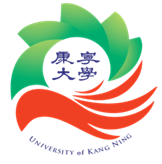 康寧
大學
UNIVERSITY OF KANG NING